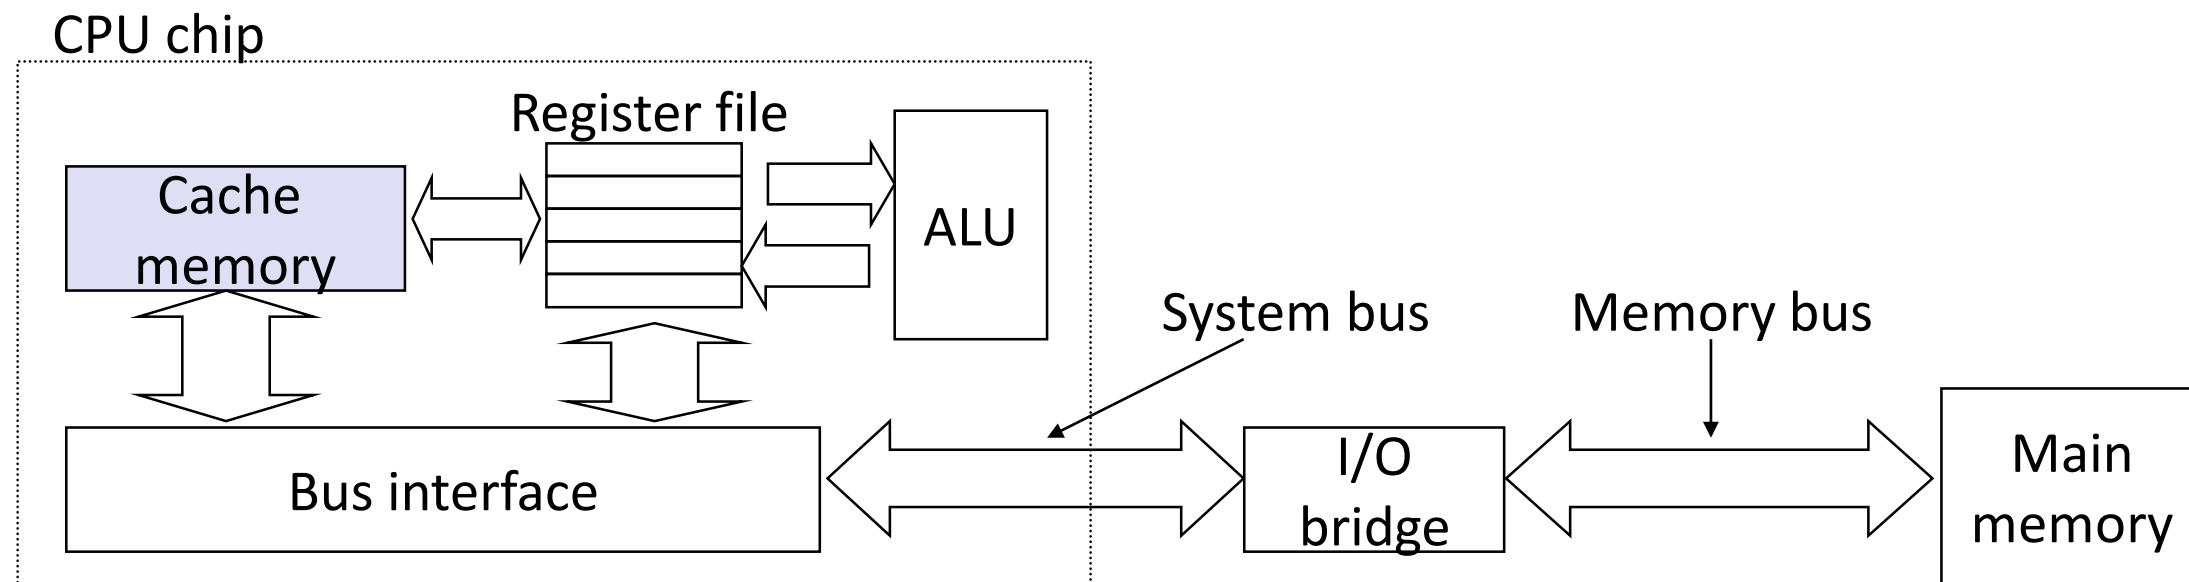 CPU chip
Register file
Cache
memory
ALU
System bus
Memory bus
Bus interface
I/O
bridge
Main
memory